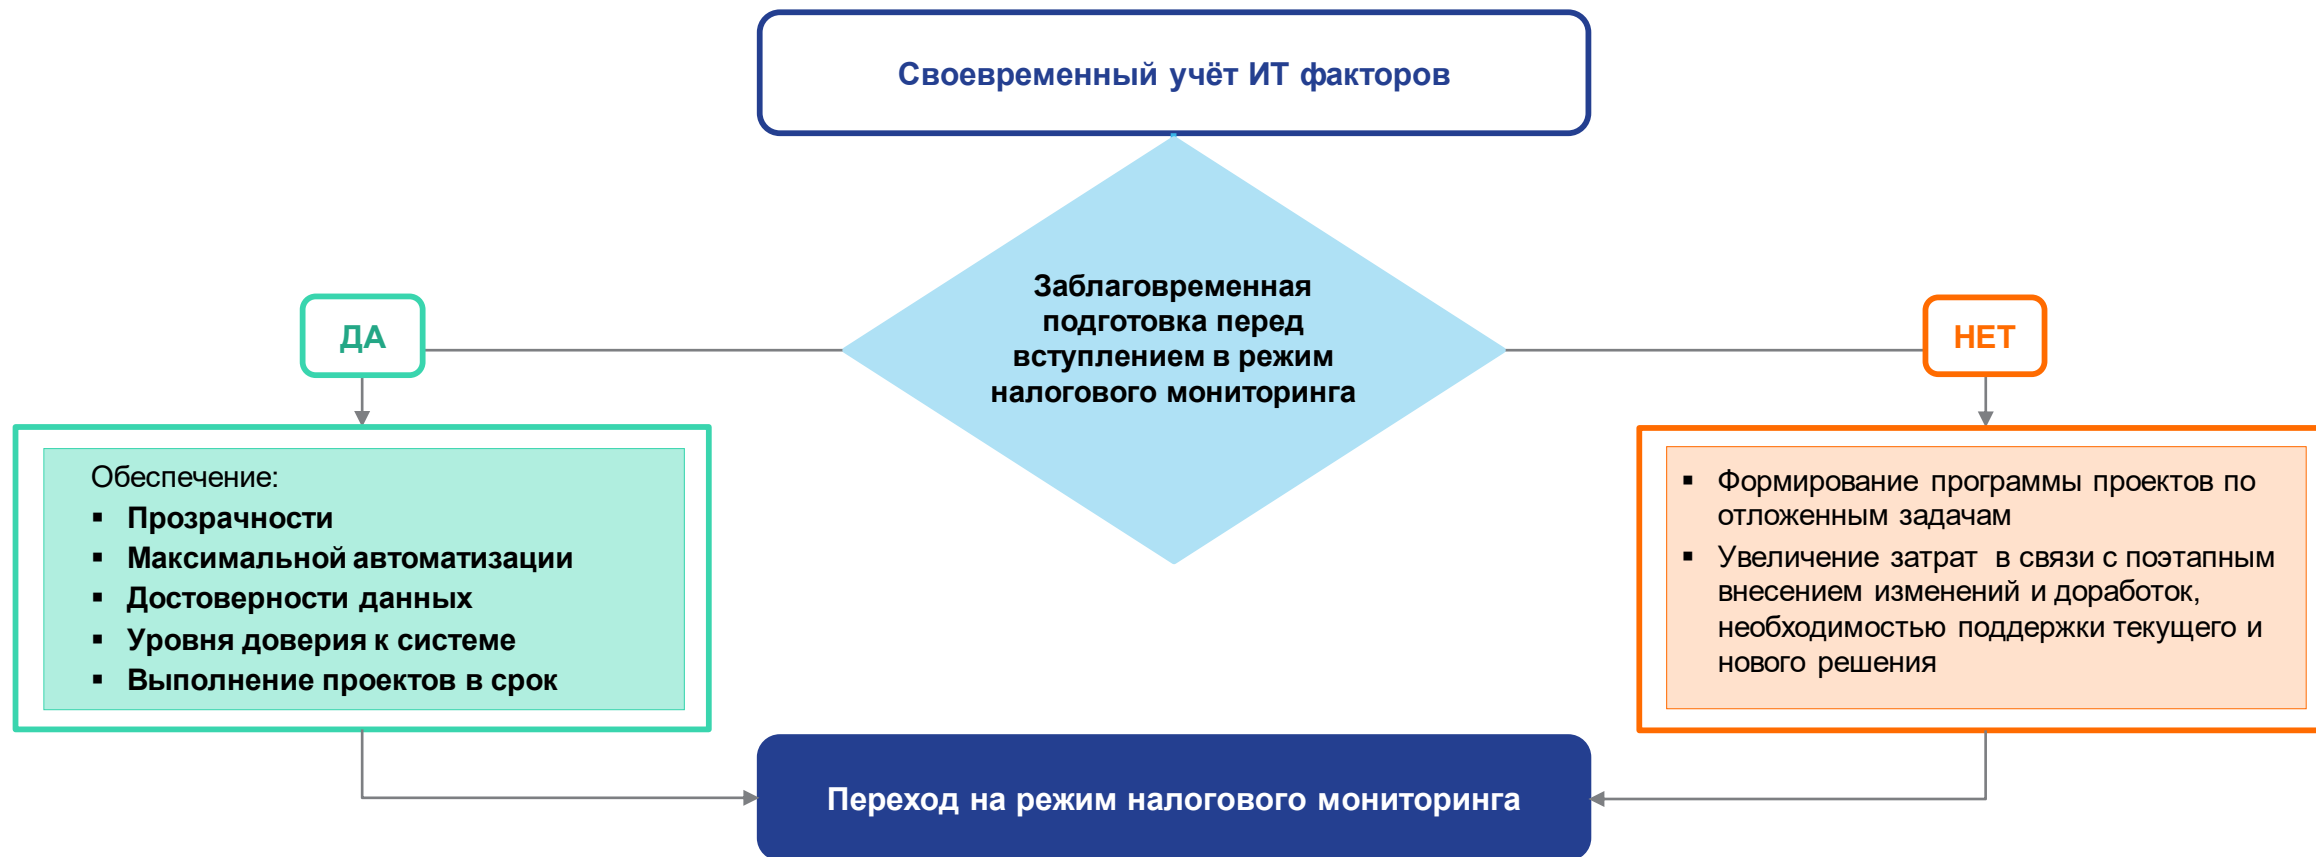 Своевременный учёт ИТ факторов
Заблаговременная
подготовка перед
вступлением в режим
налогового мониторинга
ДА
НЕТ
Обеспечение:
▪ Прозрачности
▪ Максимальной автоматизации
▪ Достоверности данных
▪ Уровня доверия к системе
▪ Выполнение проектов в срок
▪ Формирование программы проектов по
отложенным задачам
▪ Увеличение затрат в связи с поэтапным
внесением изменений и доработок,
необходимостью поддержки текущего и
нового решения
Переход на режим налогового мониторинга